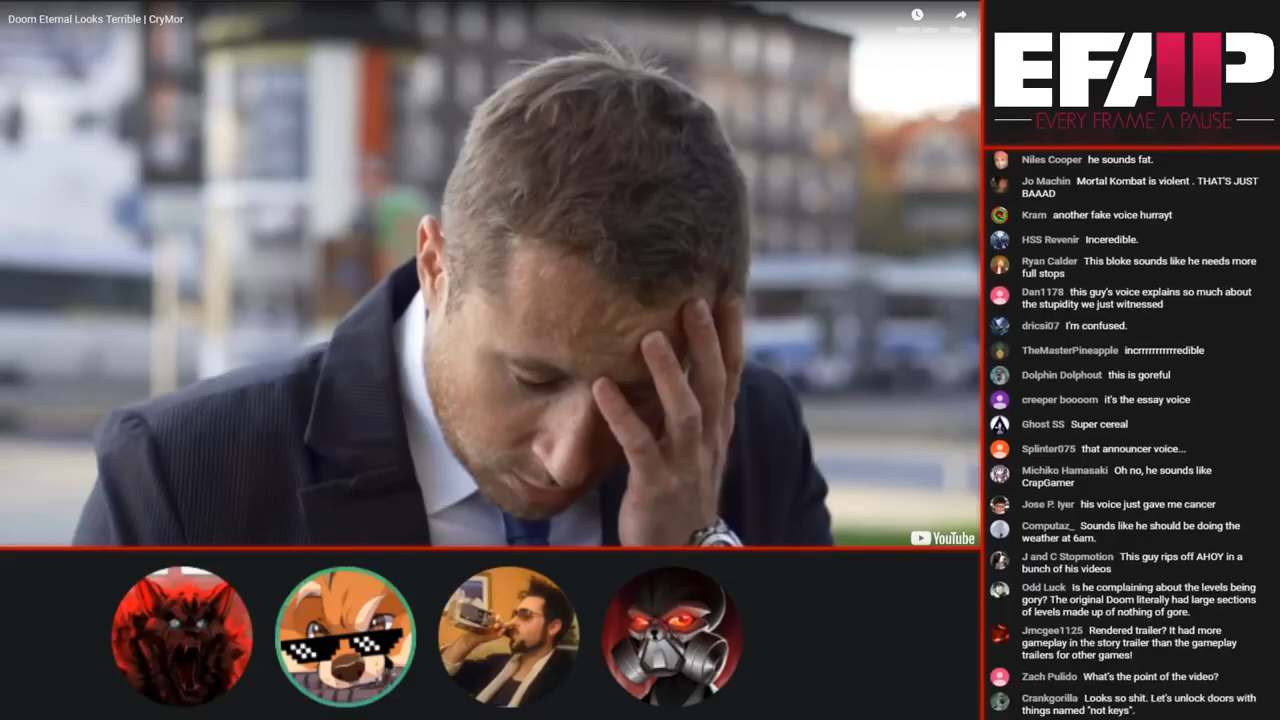 Doom Eternal Looks Terrible | CryMor
YouTube
EFAP
EVERY FRAME A PAUSE
Niles Cooper he sounds fat.
Jo Machin Mortal Kombat is violent . THAT'S JUST
BAAAD
Kram another fake voice hurrayt
HSS Revenir Inceredible.
Ryan Calder This bloke sounds like he needs more
full stops
Dan1178 this guy's voice explains so much about
the stupidity we just witnessed
dricsi07 I'm confused.
TheMasterPineapple incrrrrrrrrrredible
Dolphin Dolphout this is goreful
creeper boooom it's the essay voice
Ghost SS Super cereal
Splinter075 that announcer voice...
Michiko Hamasaki Oh no, he sounds like
CrapGamer
Jose P. Iyer his voice just gave me cancer
Computaz_ Sounds like he should be doing the
weather at 6am.
J and C Stopmotion This guy rips off AHOY in a
bunch of his videos
Odd Luck Is he complaining about the levels being
gory? The original Doom literally had large sections
of levels made up of nothing of gore.
Jmcgee1125 Rendered trailer? It had more
gameplay in the story trailer than the gameplay
trailers for other games!
Zach Pulido What's the point of the video?
Crankgorilla Looks so shit. Let's unlock doors with
things named "not keys".